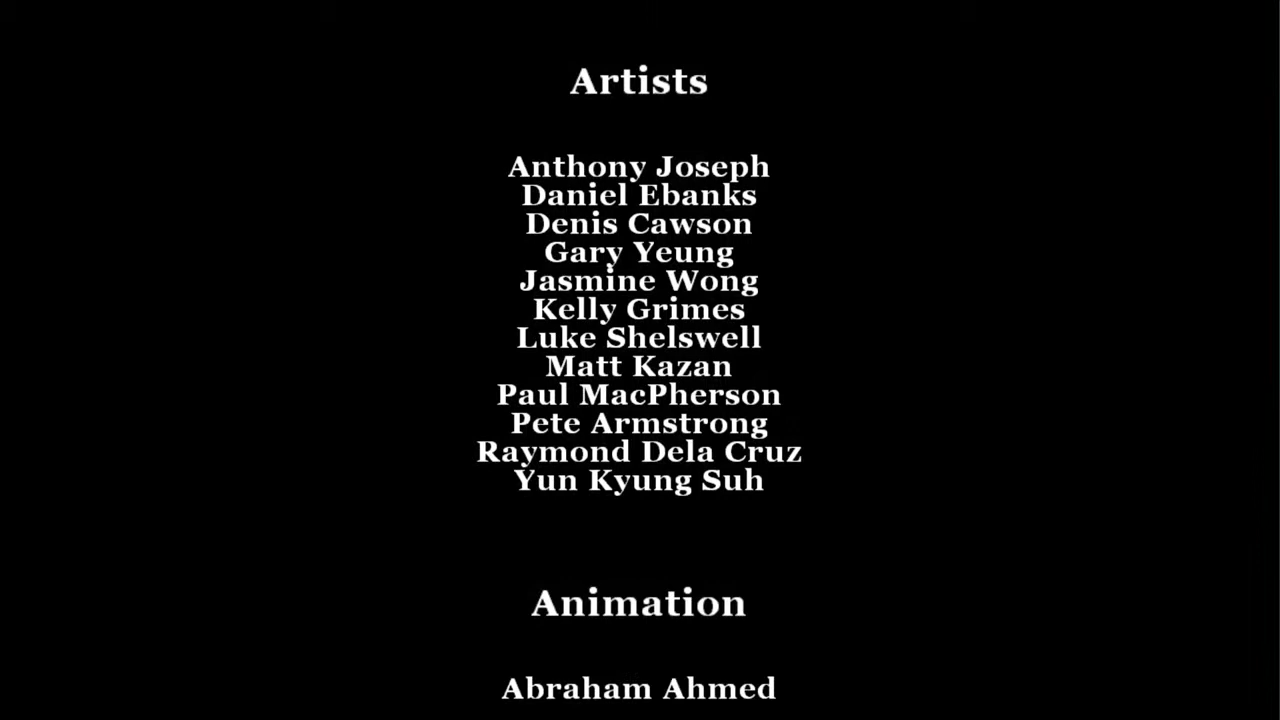 Artists
Anthony Joseph
Daniel Ebanks
Denis Cawson
Gary Yeung
Jasmine Wong
Kelly Grimes
Luke Shelswell
Matt Kazan
Paul MacPherson
Pete Armstrong
Raymond Dela Cruz
Yun Kyung Suh
Animation
Abraham Ahmed